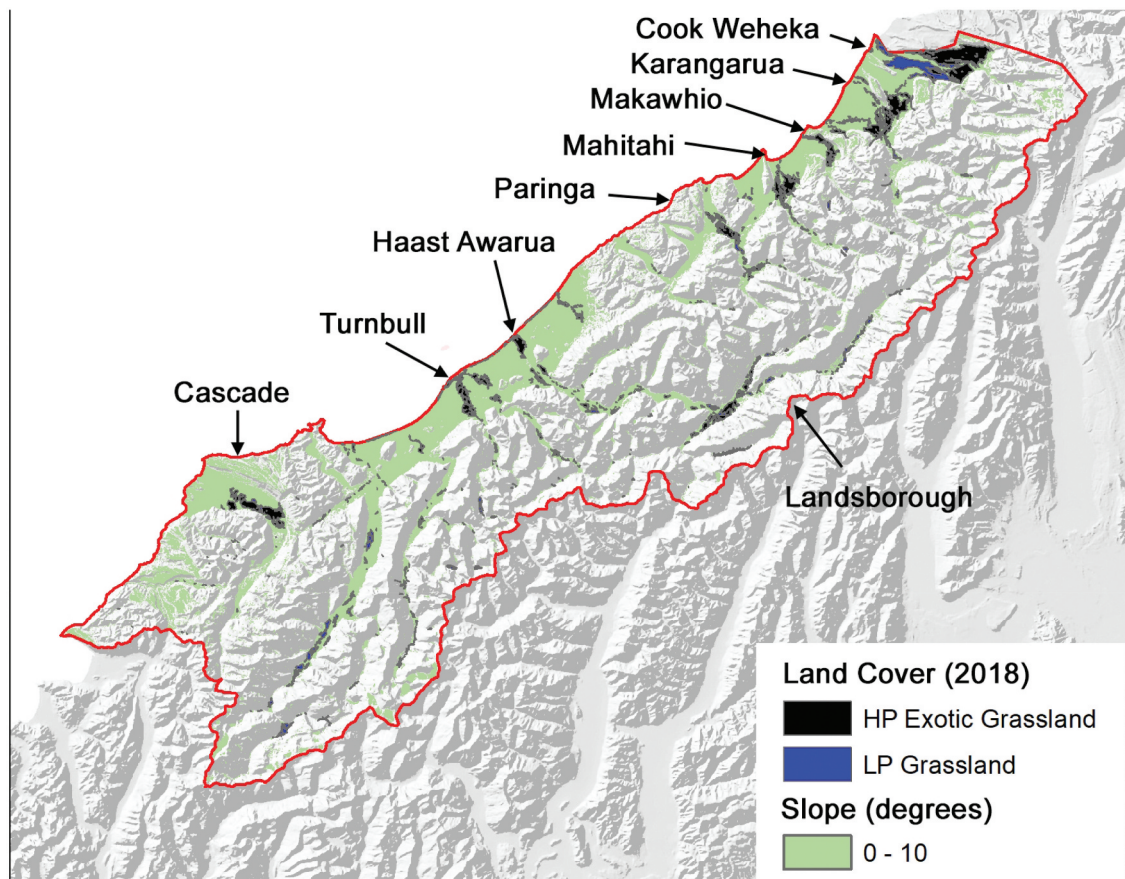 Cook Weheka
Karangarua
Makawhio
Mahitahi
Paringa
Haast Awarua
Turnbull
Cascade
Landsborough
Land Cover (2018)
HP Exotic Grassland
LP Grassland
Slope (degrees)
0 - 10